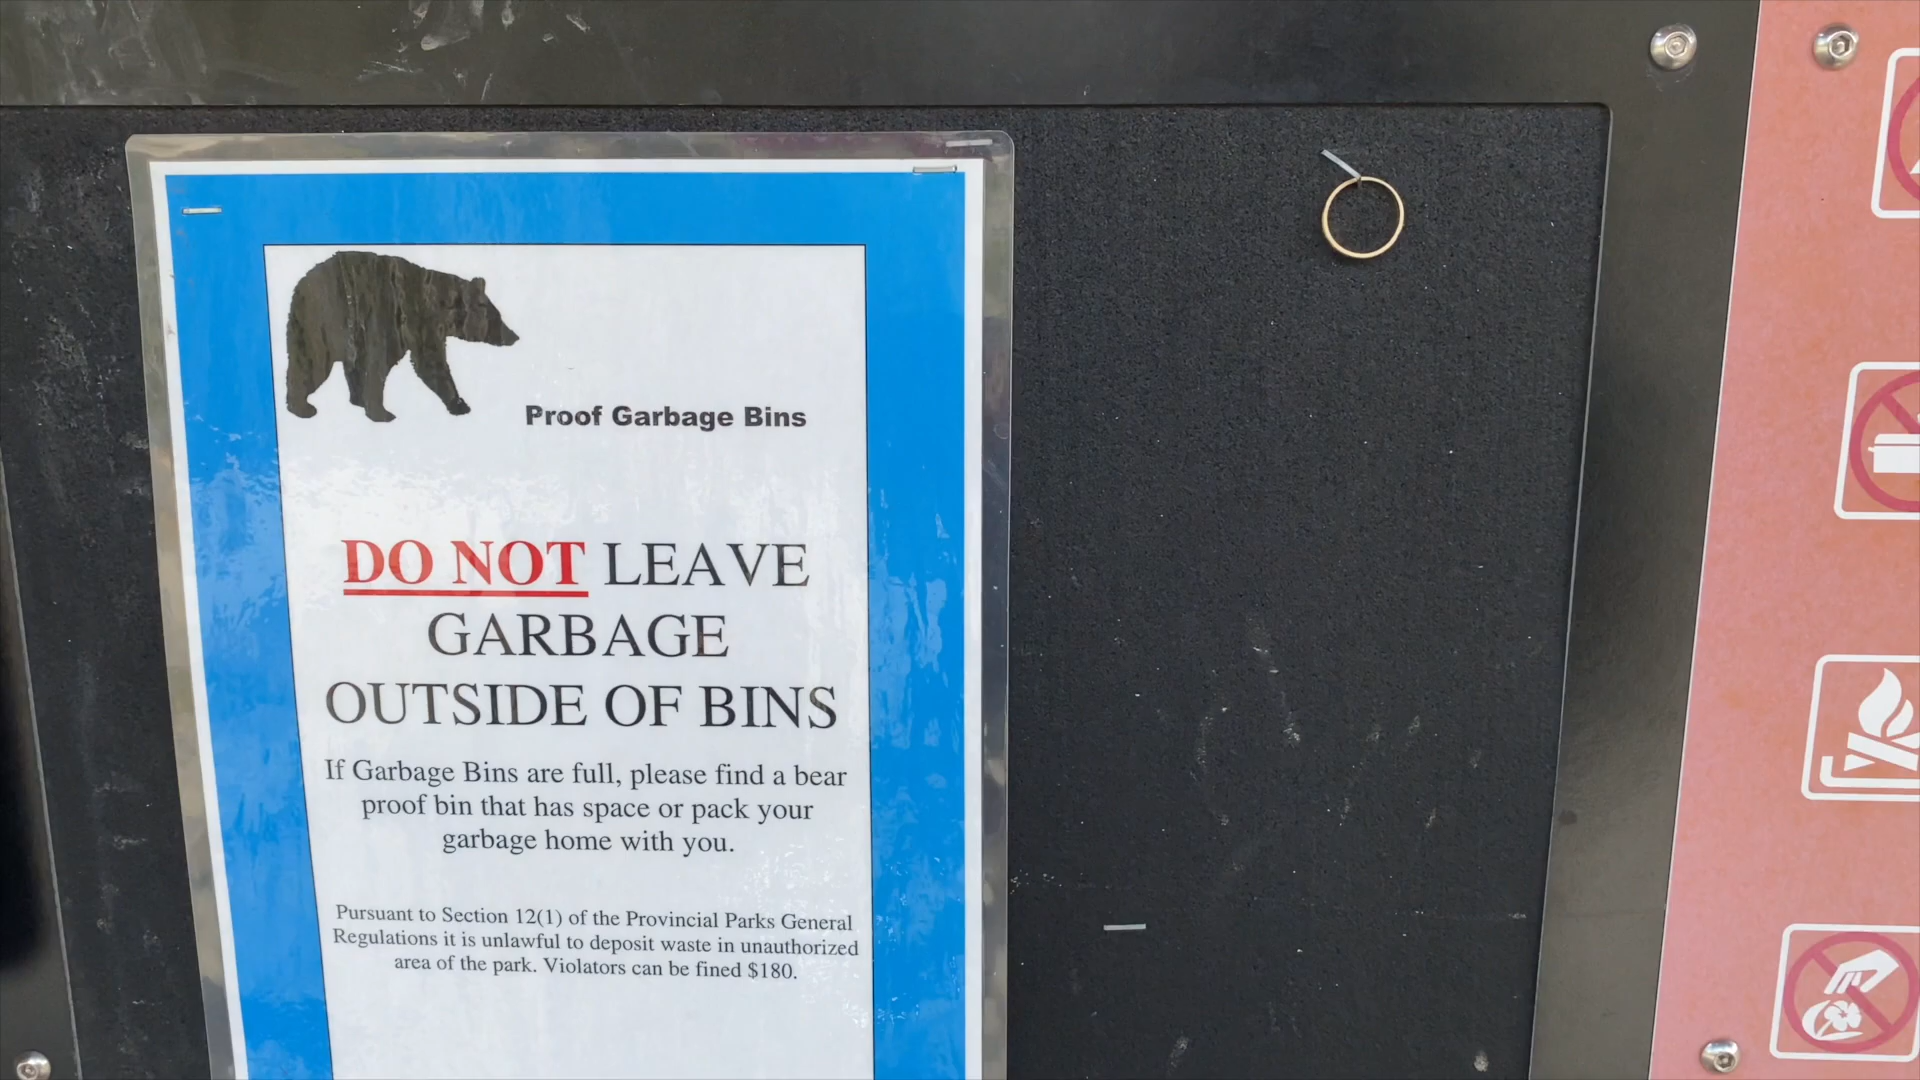 Proof Garbage Bins
DO NOT LEAVE
GARBAGE
OUTSIDE OF BINS
If Garbage Bins are full, please find a bear
proof bin that has space or pack your
garbage home with you.
Pursuant to Section 12(1) of the Provincial Parks General
Regulations it is unlawful to deposit waste in unauthorized
area of the park. Violators can be fined $180.